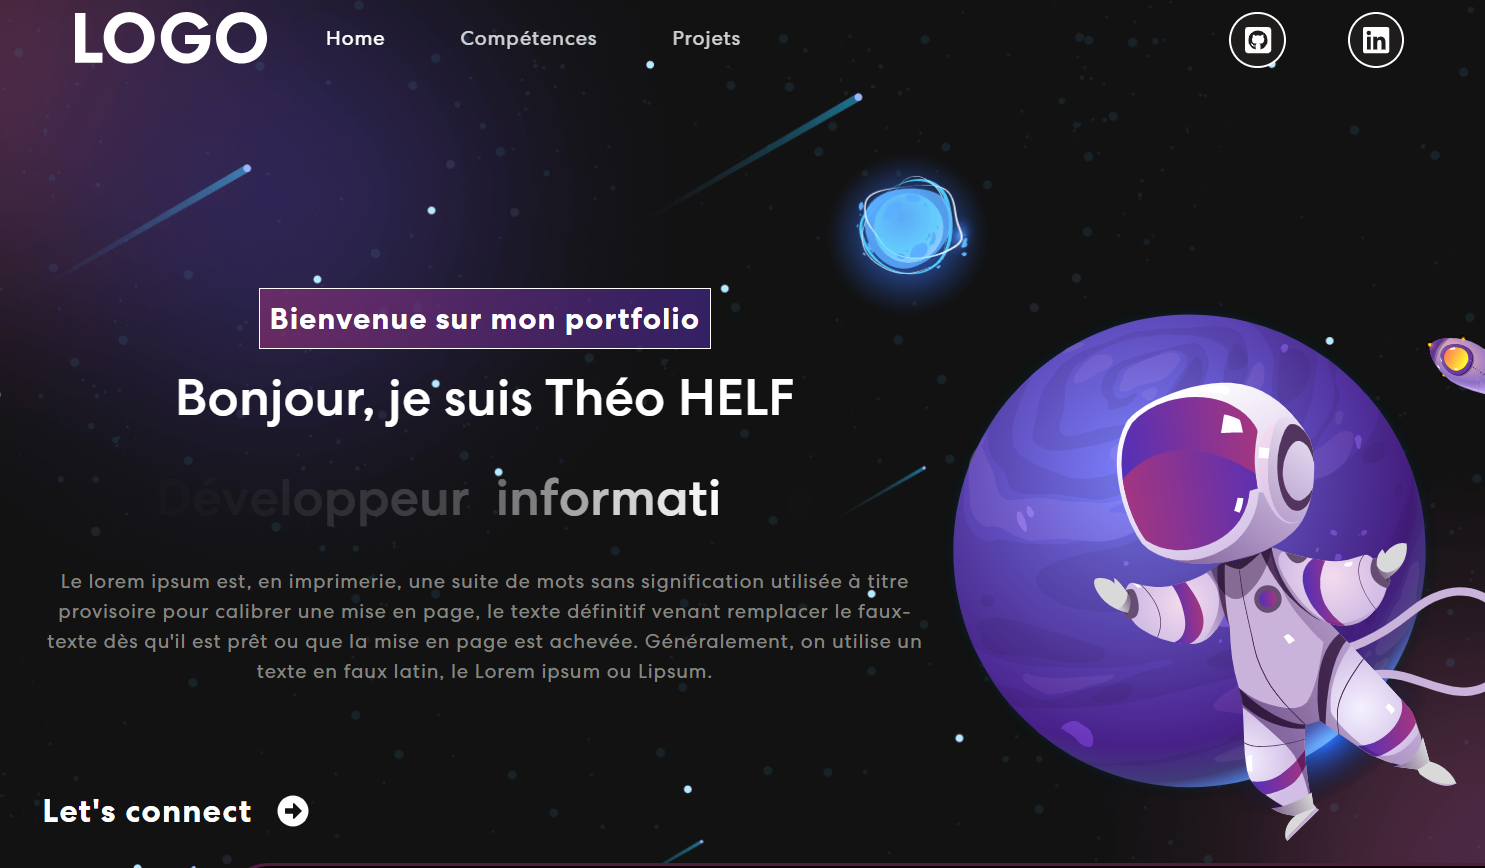 LOGO Home Compétences Projets in
Bienvenue sur mon portfolio
Bonjour, je suis Théo HELF
Développeur informati
Le lorem ipsum est, en imprimerie, une suite de mots sans signification utilisée à titre
provisoire pour calibrer une mise en page, le texte définitif venant remplacer le faux-
texte dès qu'il est prêt ou que la mise en page est achevée. Généralement, on utilise un
texte en faux latin, le Lorem ipsum ou Lipsum.
Let's connect